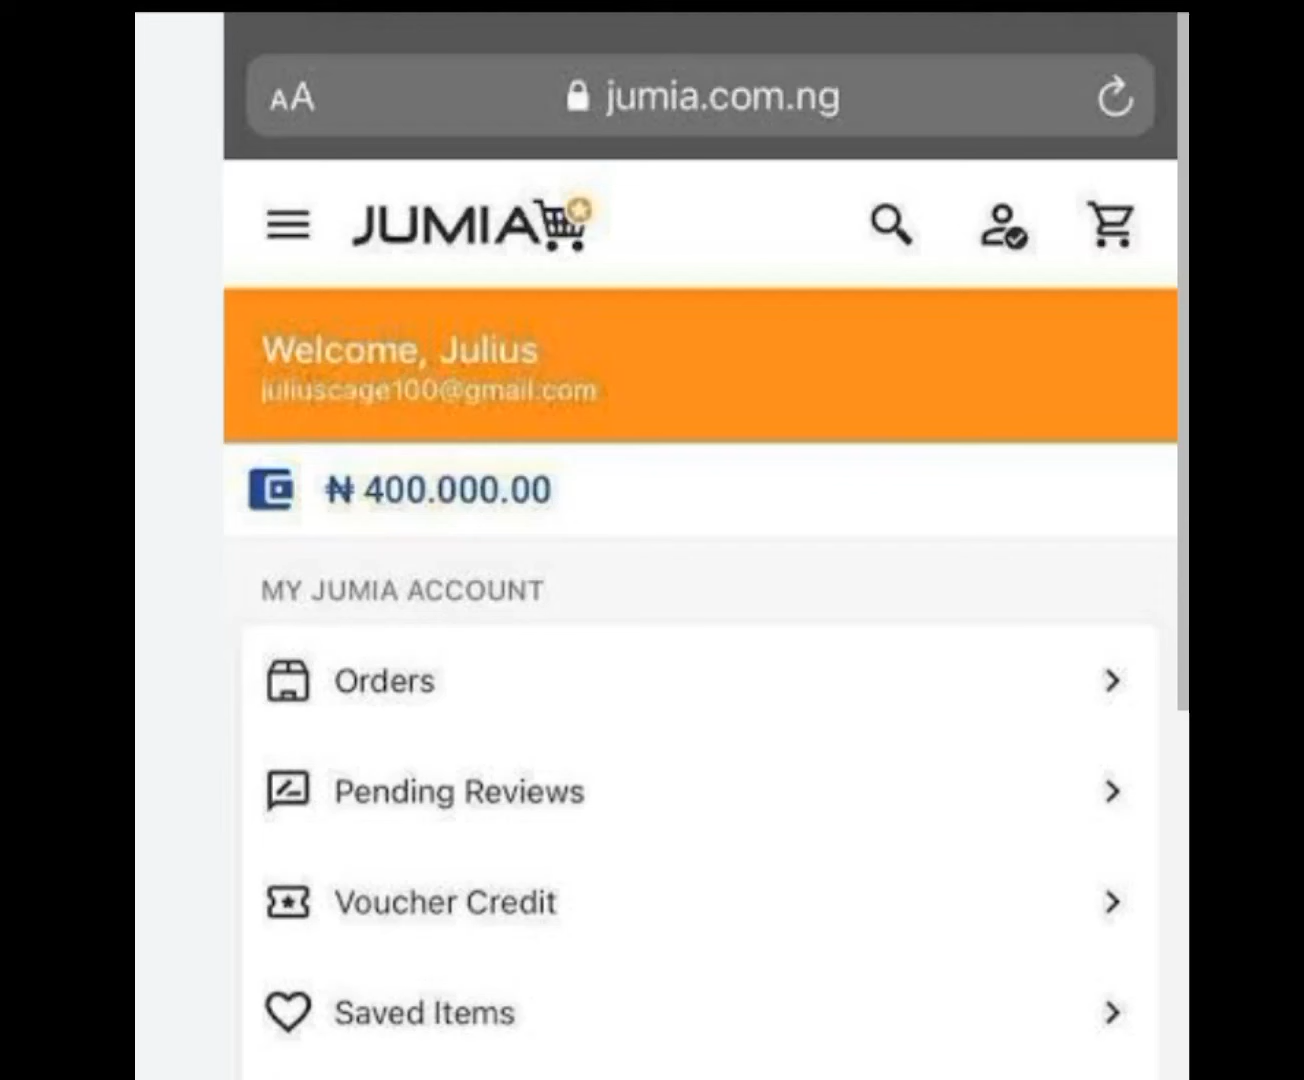 AA jumia.com.ng
JUMIA
Welcome, Julius
juliuscage100@gmail.com
₦ 400.000.00
MY JUMIA ACCOUNT
Orders
Pending Reviews
Voucher Credit
Saved Items